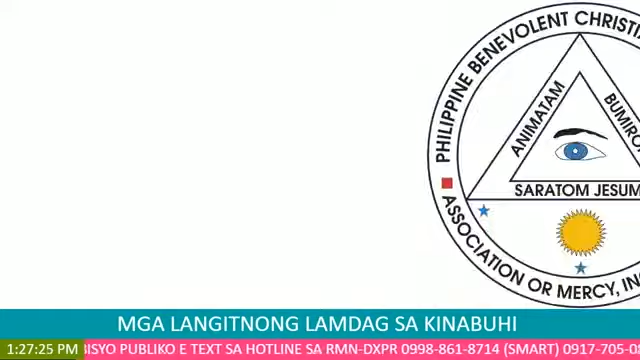 PHILIPPINE BENEVOLENT CHRISTIA
ANIMATAM
BUMIRO
SARATOM JESUM
ASSOCIATION OR MERCY, IN
MGA LANGITNONG LAMDAG SA KINABUHI
1:27:25 PM
BISYO PUBLIKO E TEXT SA HOTLINE SA RMN-DXPR 0998-861-8714 (SMART) 0917-705-0